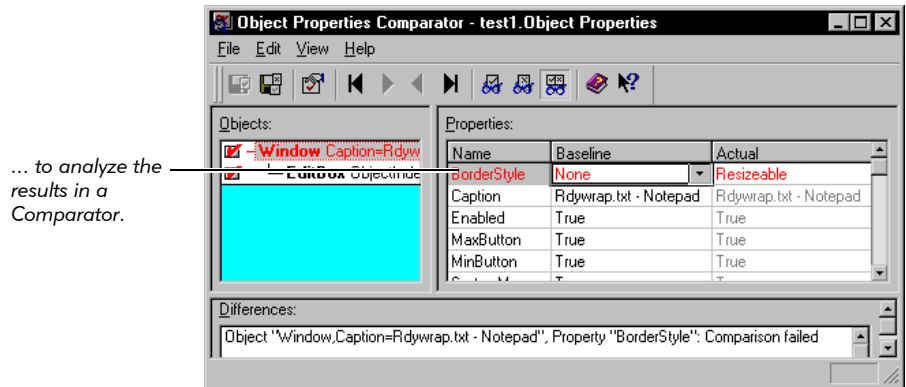 Object Properties Comparator - test1.Object Properties
File Edit View Help
Objects:
Window Caption=Rdyw
EditBox ObjectInde
Properties:
Name Baseline Actual
BorderStyle None Resizeable
Caption Rdywrap.txt - Notepad Rdywrap.txt - Notepad
Enabled True True
MaxButton True True
MinButton True True
... to analyze the
results in a
Comparator.
Differences:
Object "Window,Caption=Rdywrap.txt - Notepad", Property "BorderStyle": Comparison failed